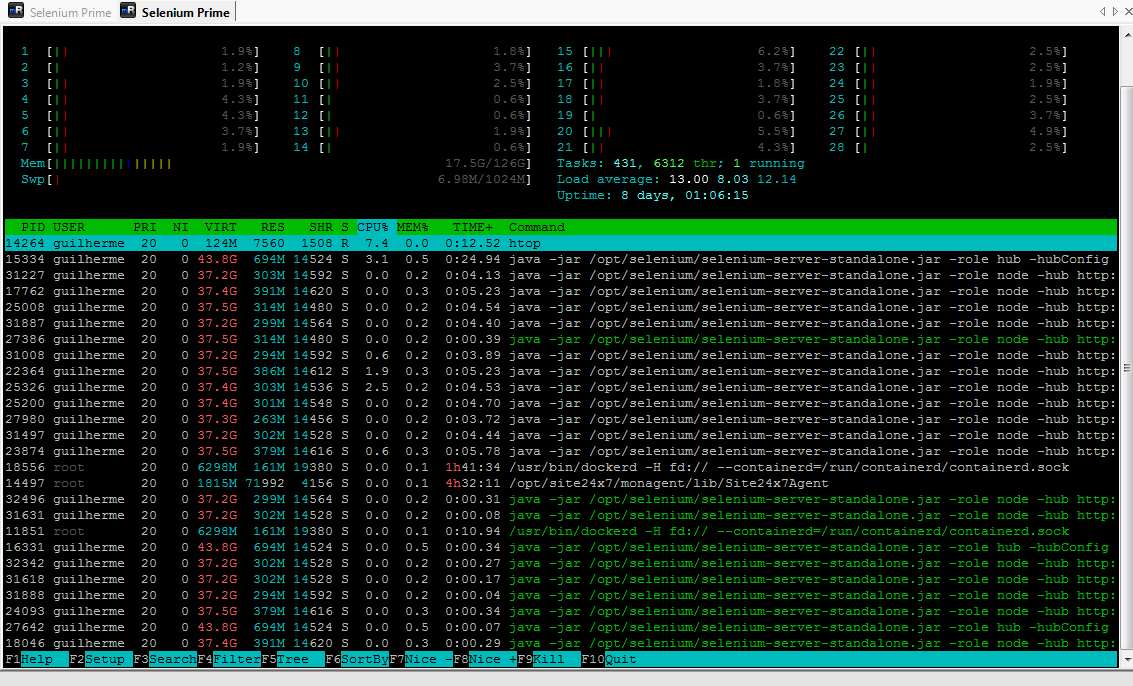 Selenium Prime Selenium Prime
1 [|| 1.9%] 8 [|| 1.8%] 15 [||| 6.2%] 22 [|| 2.5%]
2 [| 1.2%] 9 [|| 3.7%] 16 [|| 3.7%] 23 [|| 2.5%]
3 [|| 1.9%] 10 [|| 2.5%] 17 [|| 1.8%] 24 [|| 1.9%]
4 [|| 4.3%] 11 [| 0.6%] 18 [|| 3.7%] 25 [|| 2.5%]
5 [|| 4.3%] 12 [| 0.6%] 19 [| 0.6%] 26 [|| 3.7%]
6 [|| 3.7%] 13 [|| 1.9%] 20 [||| 5.5%] 27 [|| 4.9%]
7 [|| 1.9%] 14 [| 0.6%] 21 [|| 4.3%] 28 [| 2.5%]
Mem[||||||||||||||| 17.5G/126G] Tasks: 431, 6312 thr; 1 running
Swp[| 6.98M/1024M] Load average: 13.00 8.03 12.14
Uptime: 8 days, 01:06:15
PID USER PRI NI VIRT RES SHR S CPU% MEM% TIME+ Command
14264 guilherme 20 0 124M 7560 1508 R 7.4 0.0 0:12.52 htop
15334 guilherme 20 0 43.8G 694M 14524 S 3.1 0.5 0:24.94 java -jar /opt/selenium/selenium-server-standalone.jar -role hub -hubConfig
31227 guilherme 20 0 37.2G 303M 14592 S 0.0 0.2 0:04.13 java -jar /opt/selenium/selenium-server-standalone.jar -role node -hub http:
17762 guilherme 20 0 37.4G 391M 14620 S 0.0 0.3 0:05.23 java -jar /opt/selenium/selenium-server-standalone.jar -role node -hub http:
25008 guilherme 20 0 37.5G 314M 14480 S 0.0 0.2 0:04.54 java -jar /opt/selenium/selenium-server-standalone.jar -role node -hub http:
31887 guilherme 20 0 37.2G 299M 14564 S 0.0 0.2 0:04.40 java -jar /opt/selenium/selenium-server-standalone.jar -role node -hub http:
27386 guilherme 20 0 37.5G 314M 14480 S 0.0 0.2 0:00.39 java -jar /opt/selenium/selenium-server-standalone.jar -role node -hub http:
31008 guilherme 20 0 37.2G 294M 14592 S 0.6 0.2 0:03.89 java -jar /opt/selenium/selenium-server-standalone.jar -role node -hub http:
22364 guilherme 20 0 37.5G 386M 14612 S 1.9 0.3 0:05.23 java -jar /opt/selenium/selenium-server-standalone.jar -role node -hub http:
25326 guilherme 20 0 37.4G 303M 14536 S 2.5 0.2 0:04.53 java -jar /opt/selenium/selenium-server-standalone.jar -role node -hub http:
25200 guilherme 20 0 37.4G 301M 14548 S 0.0 0.2 0:04.70 java -jar /opt/selenium/selenium-server-standalone.jar -role node -hub http:
27980 guilherme 20 0 37.3G 263M 14456 S 0.0 0.2 0:03.72 java -jar /opt/selenium/selenium-server-standalone.jar -role node -hub http:
31497 guilherme 20 0 37.2G 302M 14528 S 0.0 0.2 0:04.44 java -jar /opt/selenium/selenium-server-standalone.jar -role node -hub http:
23874 guilherme 20 0 37.5G 379M 14616 S 0.6 0.3 0:05.78 java -jar /opt/selenium/selenium-server-standalone.jar -role node -hub http:
18556 root 20 0 6298M 161M 19380 S 0.0 0.1 1h41:34 /usr/bin/dockerd -H fd:// --containerd=/run/containerd/containerd.sock
14497 root 20 0 1815M 71992 4156 S 0.0 0.1 4h32:11 /opt/site24x7/monagent/lib/Site24x7Agent
32496 guilherme 20 0 37.2G 299M 14564 S 0.0 0.2 0:00.31 java -jar /opt/selenium/selenium-server-standalone.jar -role node -hub http:
31631 guilherme 20 0 37.2G 302M 14528 S 0.0 0.2 0:00.08 java -jar /opt/selenium/selenium-server-standalone.jar -role node -hub http:
11851 root 20 0 6298M 161M 19380 S 0.0 0.1 0:10.94 /usr/bin/dockerd -H fd:// --containerd=/run/containerd/containerd.sock
16331 guilherme 20 0 43.8G 694M 14524 S 0.0 0.5 0:00.34 java -jar /opt/selenium/selenium-server-standalone.jar -role hub -hubConfig
32342 guilherme 20 0 37.2G 302M 14528 S 0.0 0.2 0:00.27 java -jar /opt/selenium/selenium-server-standalone.jar -role node -hub http:
31618 guilherme 20 0 37.2G 302M 14528 S 0.0 0.2 0:00.17 java -jar /opt/selenium/selenium-server-standalone.jar -role node -hub http:
31888 guilherme 20 0 37.2G 294M 14592 S 0.0 0.2 0:00.04 java -jar /opt/selenium/selenium-server-standalone.jar -role node -hub http:
24093 guilherme 20 0 37.5G 379M 14616 S 0.0 0.3 0:00.34 java -jar /opt/selenium/selenium-server-standalone.jar -role node -hub http:
27642 guilherme 20 0 43.8G 694M 14524 S 0.0 0.5 0:00.07 java -jar /opt/selenium/selenium-server-standalone.jar -role hub -hubConfig
18046 guilherme 20 0 37.4G 391M 14620 S 0.0 0.3 0:00.29 java -jar /opt/selenium/selenium-server-standalone.jar -role node -hub http:
F1Help F2Setup F3SearchF4FilterF5Tree F6SortByF7Nice -F8Nice +F9Kill F10Quit